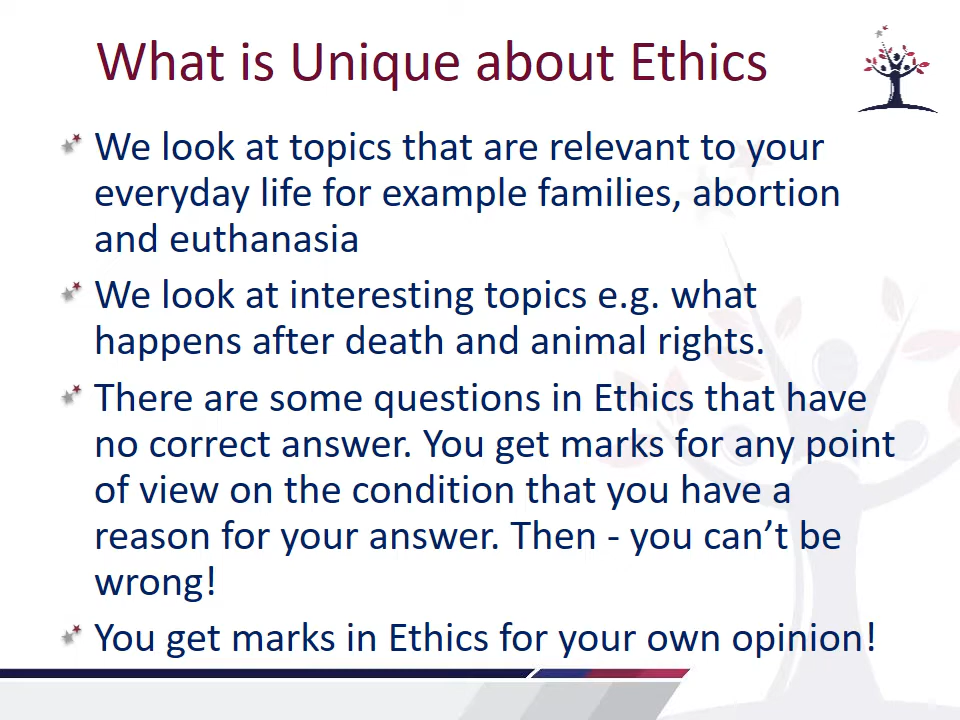 What is Unique about Ethics
We look at topics that are relevant to your
everyday life for example families, abortion
and euthanasia
We look at interesting topics e.g. what
happens after death and animal rights.
There are some questions in Ethics that have
no correct answer. You get marks for any point
of view on the condition that you have a
reason for your answer. Then - you can’t be
wrong!
You get marks in Ethics for your own opinion!